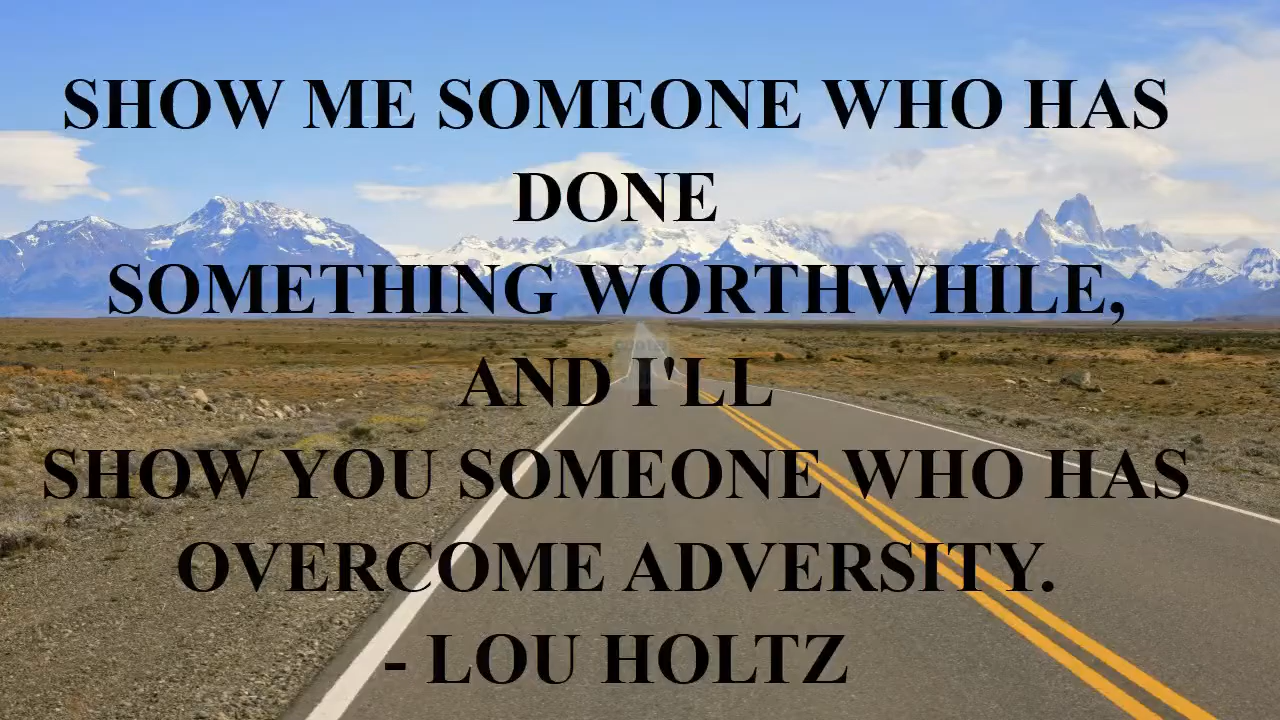 SHOW ME SOMEONE WHO HAS
DONE
SOMETHING WORTHWHILE,
AND I'LL
SHOW YOU SOMEONE WHO HAS
OVERCOME ADVERSITY.
- LOU HOLTZ